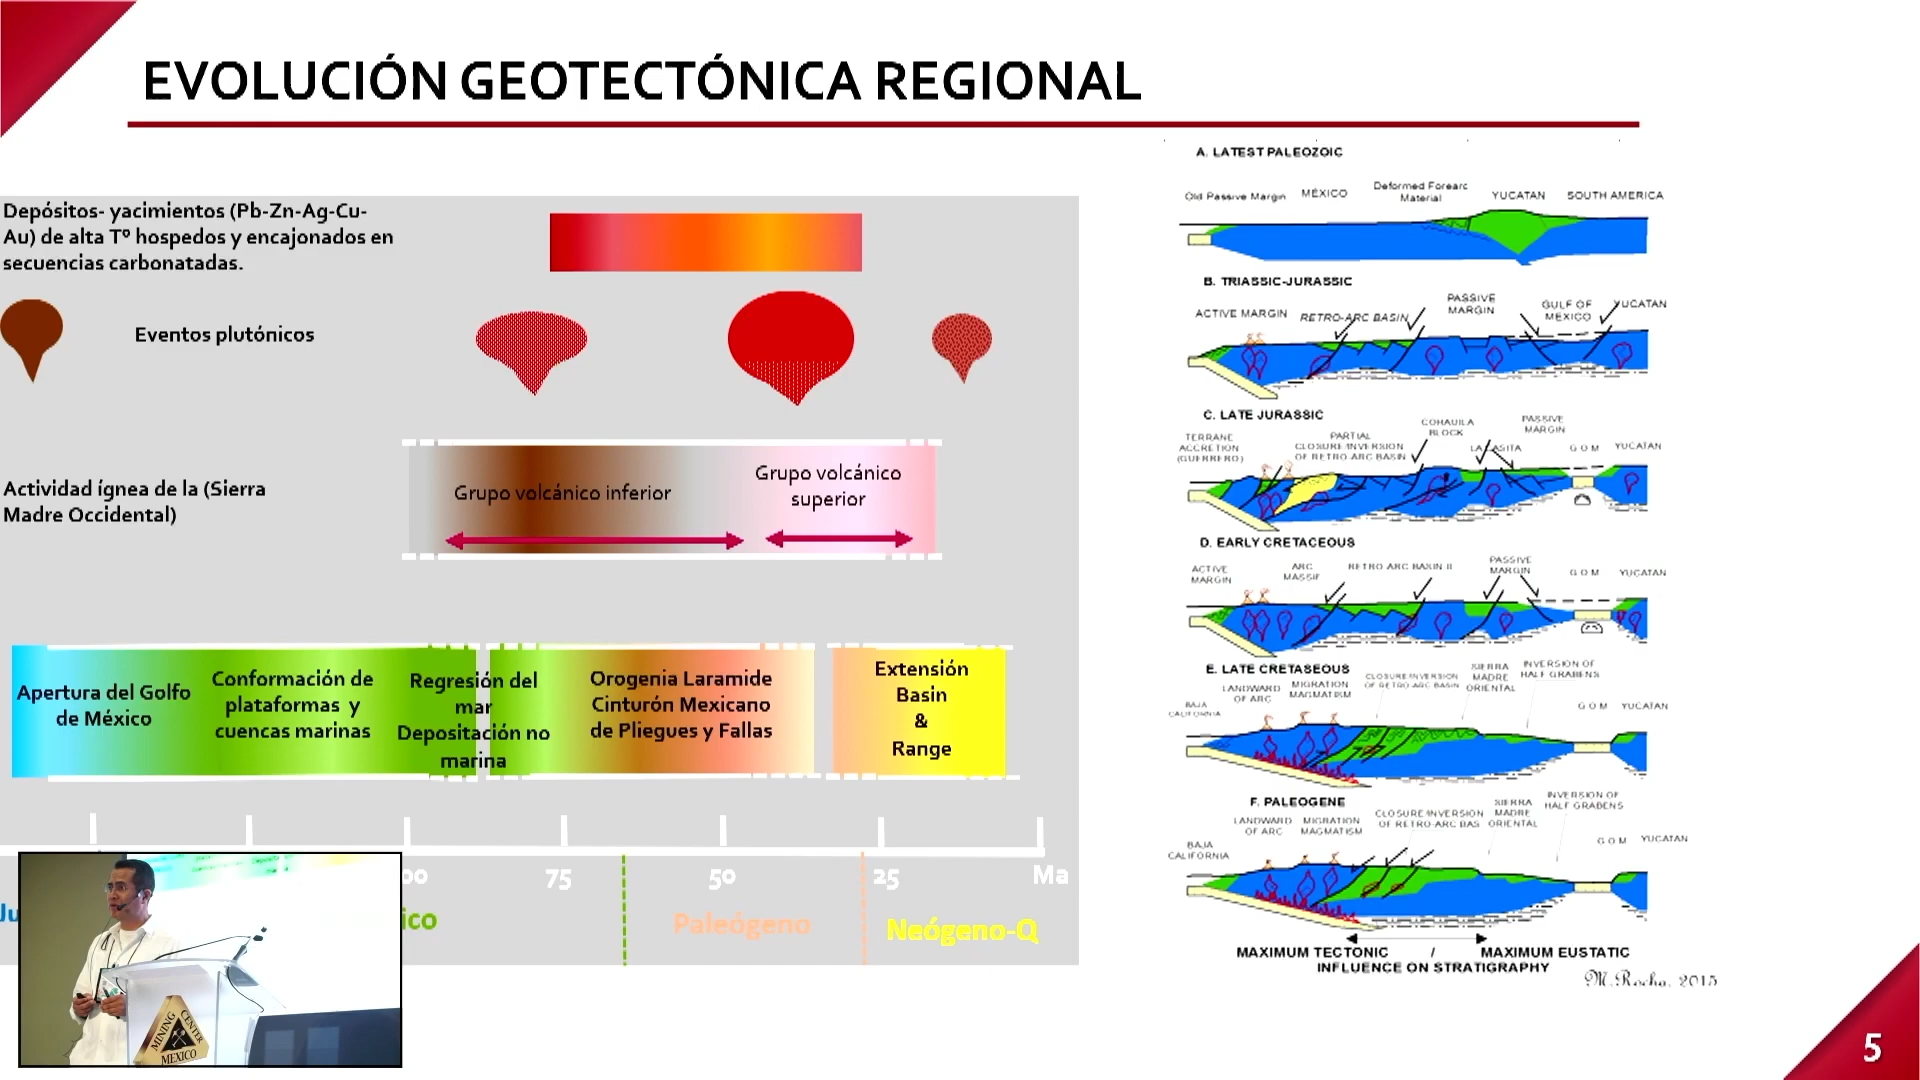 EVOLUCIÓN GEOTECTÓNICA REGIONAL
Depósitos- yacimientos (Pb-Zn-Ag-Cu-
Au) de alta Tº hospedos y encajonados en
secuencias carbonatadas.
Eventos plutónicos
Actividad ígnea de la (Sierra
Madre Occidental)
Grupo volcánico inferior
Grupo volcánico
superior
Apertura del Golfo
de México
Conformación de
plataformas y
cuencas marinas
Regresión del
mar
Depositación no
marina
Orogenia Laramide
Cinturón Mexicano
de Pliegues y Fallas
Extensión
Basin
&
Range
75
50
25
Ma
Paleógeno
Neógeno-Q
MINING
CENTER
MEXICO
A. LATEST PALEOZOIC
Old Passive Margin
MÉXICO
Deformed Forearc
Material
YUCATAN
SOUTH AMERICA
B. TRIASSIC-JURASSIC
ACTIVE MARGIN
RETRO-ARC BASIN
PASSIVE
MARGIN
GULF OF
MEXICO
YUCATAN
C. LATE JURASSIC
TERRANE
ACCRETION
(GUERRERO)
PARTIAL
CLOSURE/INVERSION
OF RETRO ARC BASIN
COHAUILA
BLOCK
PASSIVE
MARGIN
G O M
YUCATAN
D. EARLY CRETACEOUS
ACTIVE
MARGIN
ARC
MASSIF
RETRO ARC BASIN II
PASSIVE
MARGIN
G O M
YUCATAN
E. LATE CRETASEOUS
BAJA
CALIFORNIA
LANDWARD
OF ARC
MIGRATION
MAGMATISM
CLOSURE/INVERSION
OF RETRO-ARC BASIN
SIERRA
MADRE
ORIENTAL
INVERSION OF
HALF GRABENS
G O M
YUCATAN
F. PALEOGENE
BAJA
CALIFORNIA
LANDWARD
OF ARC
MIGRATION
MAGMATISM
CLOSURE/INVERSION
OF RETRO-ARC BAS
SIERRA
MADRE
ORIENTAL
INVERSION OF
HALF GRABENS
G O M
YUCATAN
MAXIMUM TECTONIC / MAXIMUM EUSTATIC
INFLUENCE ON STRATIGRAPHY
M.Rocha, 2015
5